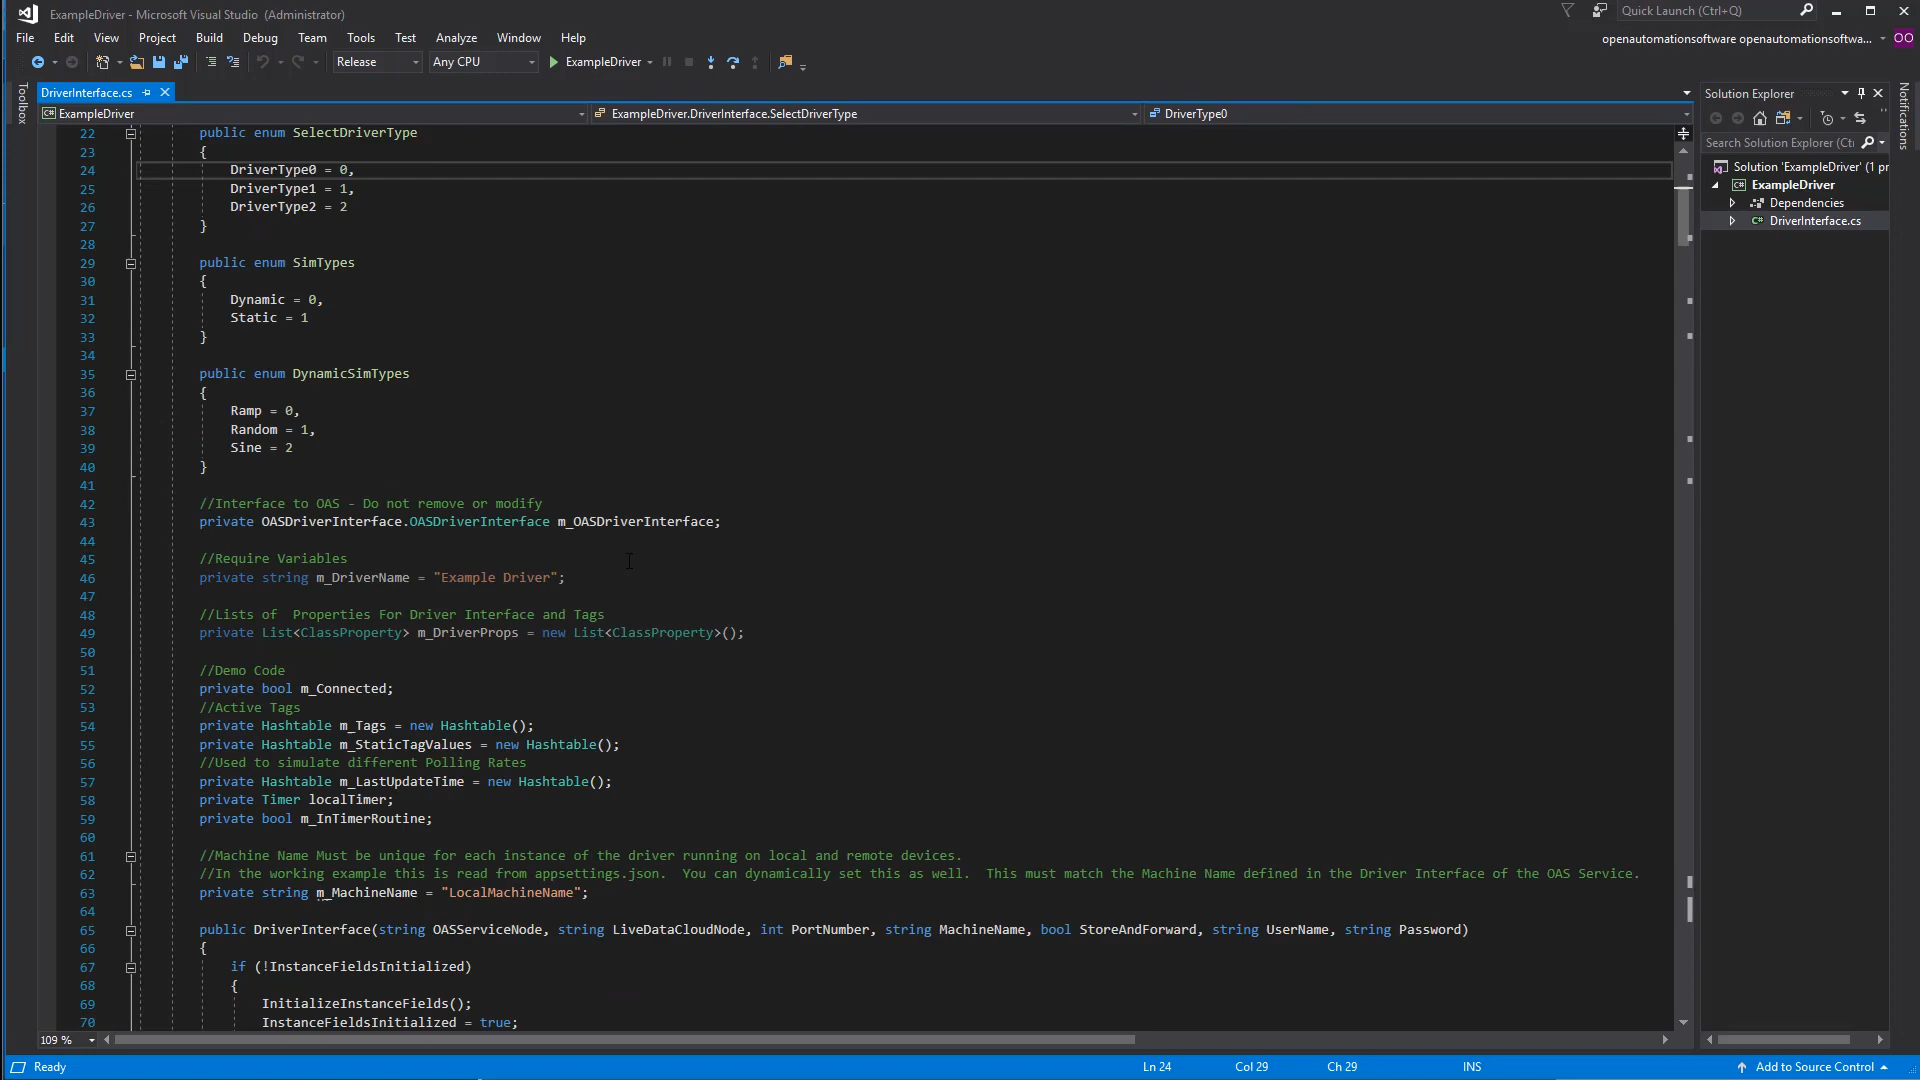 ExampleDriver - Microsoft Visual Studio (Administrator)
Quick Launch (Ctrl+Q)
File Edit View Project Build Debug Team Tools Test Analyze Window Help
openautomationsoftware openautomationsoftwa... OO
Release Any CPU ExampleDriver
Toolbox
DriverInterface.cs
ExampleDriver
ExampleDriver.DriverInterface.SelectDriverType
DriverType0
22 public enum SelectDriverType
23 {
24 DriverType0 = 0,
25 DriverType1 = 1,
26 DriverType2 = 2
27 }
28
29 public enum SimTypes
30 {
31 Dynamic = 0,
32 Static = 1
33 }
34
35 public enum DynamicSimTypes
36 {
37 Ramp = 0,
38 Random = 1,
39 Sine = 2
40 }
41
42 //Interface to OAS - Do not remove or modify
43 private OASDriverInterface.OASDriverInterface m_OASDriverInterface;
44
45 //Require Variables
46 private string m_DriverName = "Example Driver";
47
48 //Lists of  Properties For Driver Interface and Tags
49 private List<ClassProperty> m_DriverProps = new List<ClassProperty>();
50
51 //Demo Code
52 private bool m_Connected;
53 //Active Tags
54 private Hashtable m_Tags = new Hashtable();
55 private Hashtable m_StaticTagValues = new Hashtable();
56 //Used to simulate different Polling Rates
57 private Hashtable m_LastUpdateTime = new Hashtable();
58 private Timer localTimer;
59 private bool m_InTimerRoutine;
60
61 //Machine Name Must be unique for each instance of the driver running on local and remote devices.
62 //In the working example this is read from appsettings.json.  You can dynamically set this as well.  This must match the Machine Name defined in the Driver Interface of the OAS Service.
63 private string m_MachineName = "LocalMachineName";
64
65 public DriverInterface(string OASServiceNode, string LiveDataCloudNode, int PortNumber, string MachineName, bool StoreAndForward, string UserName, string Password)
66 {
67 if (!InstanceFieldsInitialized)
68 {
69 InitializeInstanceFields();
70 InstanceFieldsInitialized = true;
109 %
Solution Explorer
Search Solution Explorer (Ctr
Solution 'ExampleDriver' (1 pr
ExampleDriver
Dependencies
DriverInterface.cs
Notifications
Ready
Ln 24 Col 29 Ch 29 INS
Add to Source Control